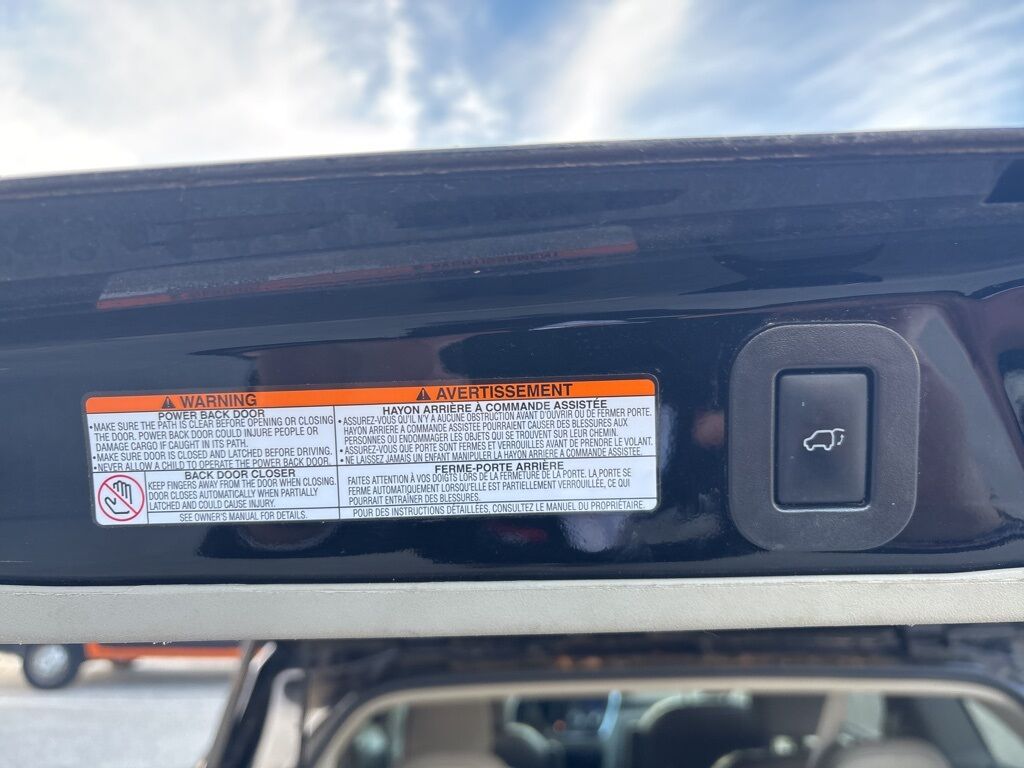 WARNING
POWER BACK DOOR
• MAKE SURE THE PATH IS CLEAR BEFORE OPENING OR CLOSING
THE DOOR. POWER BACK DOOR COULD INJURE PEOPLE OR
DAMAGE CARGO IF CAUGHT IN ITS PATH.
• MAKE SURE DOOR IS CLOSED AND LATCHED BEFORE DRIVING.
• NEVER ALLOW A CHILD TO OPERATE THE POWER BACK DOOR.
BACK DOOR CLOSER
KEEP FINGERS AWAY FROM THE DOOR WHEN CLOSING.
DOOR CLOSES AUTOMATICALLY WHEN PARTIALLY
LATCHED AND COULD CAUSE INJURY.
SEE OWNER'S MANUAL FOR DETAILS.
AVERTISSEMENT
HAYON ARRIÈRE À COMMANDE ASSISTÉE
• ASSUREZ-VOUS QU'IL N'Y A AUCUNE OBSTRUCTION AVANT D'OUVRIR OU DE FERMER PORTE.
HAYON ARRIERE A COMMANDE ASSISTEE POURRAIENT CAUSER DES BLESSURES AUX
PERSONNES OU ENDOMMAGER LES OBJETS QUI SE TROUVENT SUR LEUR CHEMIN.
• ASSUREZ-VOUS QUE PORTE SONT FERMES ET VERROUILLES AVANT DE PRENDRE LE VOLANT.
• NE LAISSEZ JAMAIS UN ENFANT MANIPULER LA HAYON ARRIERE A COMMANDE ASSISTEE.
FERME-PORTE ARRIÈRE
FAITES ATTENTION À VOS DOIGTS LORS DE LA FERMETURE DE LA PORTE. LA PORTE SE
FERME AUTOMATIQUEMENT LORSQU'ELLE EST PARTIELLEMENT VERROUILLÉE, CE QUI
POURRAIT ENTRAÎNER DES BLESSURES.
POUR DES INSTRUCTIONS DÉTAILLÉES, CONSULTEZ LE MANUEL DU PROPRIÉTAIRE.